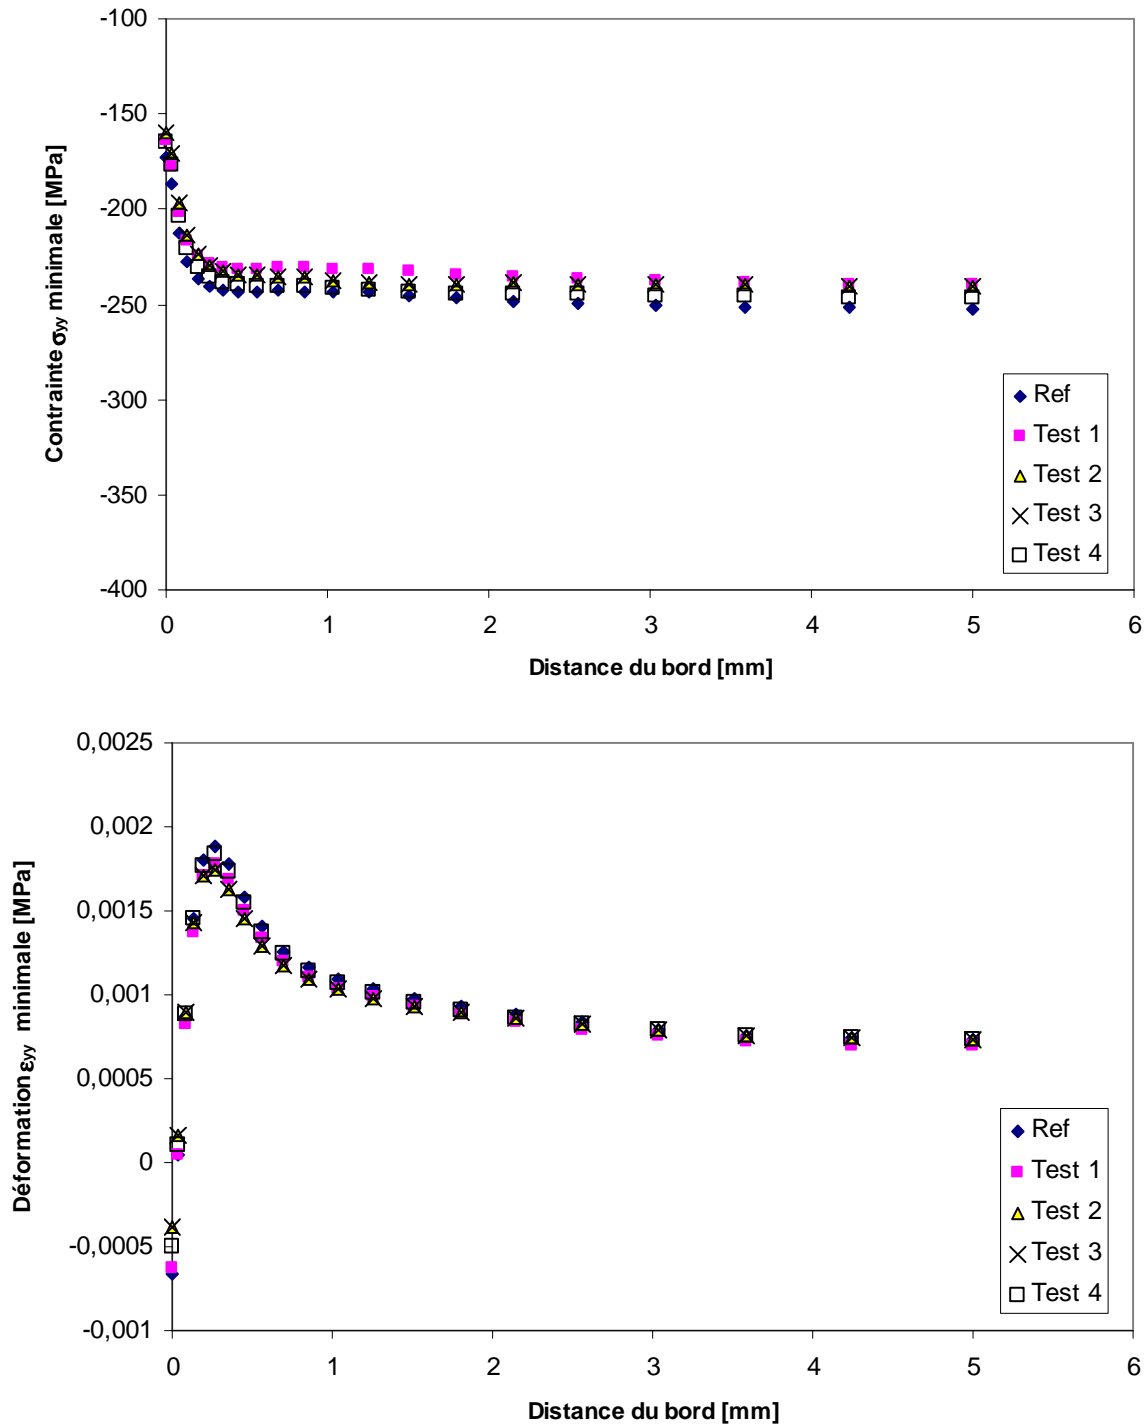 -100
-150
-200
-250
-300
-350
-400
Contrainte σyy minimale [MPa]
0 1 2 3 4 5 6
Distance du bord [mm]
Ref
Test 1
Test 2
Test 3
Test 4
0,0025
0,002
0,0015
0,001
0,0005
0
-0,0005
-0,001
Déformation εyy minimale [MPa]
0 1 2 3 4 5 6
Distance du bord [mm]
Ref
Test 1
Test 2
Test 3
Test 4